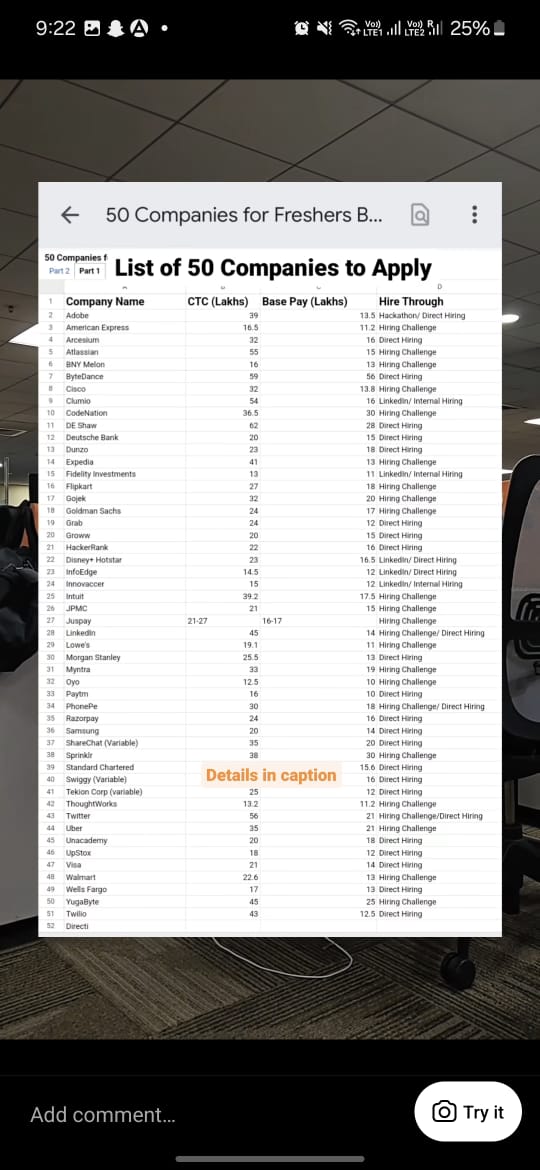 9:22
Vo)) LTE1 Vo)) R LTE2 25%
50 Companies for Freshers B...
50 Companies f
Part 2 Part 1
List of 50 Companies to Apply
D
1 Company Name CTC (Lakhs) Base Pay (Lakhs) Hire Through
2 Adobe 39 13.5 Hackathon/ Direct Hiring
3 American Express 16.5 11.2 Hiring Challenge
4 Arcesium 32 16 Direct Hiring
5 Atlassian 55 15 Hiring Challenge
6 BNY Melon 16 13 Hiring Challenge
7 ByteDance 59 56 Direct Hiring
8 Cisco 32 13.8 Hiring Challenge
9 Clumio 54 16 LinkedIn/ Internal Hiring
10 CodeNation 36.5 30 Hiring Challenge
11 DE Shaw 62 28 Direct Hiring
12 Deutsche Bank 20 15 Direct Hiring
13 Dunzo 23 18 Direct Hiring
14 Expedia 41 13 Hiring Challenge
15 Fidelity Investments 13 11 LinkedIn/ Internal Hiring
16 Flipkart 27 18 Hiring Challenge
17 Gojek 32 20 Hiring Challenge
18 Goldman Sachs 24 17 Hiring Challenge
19 Grab 24 12 Direct Hiring
20 Groww 20 15 Direct Hiring
21 HackerRank 22 16 Direct Hiring
22 Disney+ Hotstar 23 16.5 LinkedIn/ Direct Hiring
23 InfoEdge 14.5 12 LinkedIn/ Direct Hiring
24 Innovaccer 15 12 LinkedIn/ Internal Hiring
25 Intuit 39.2 17.5 Hiring Challenge
26 JPMC 21 15 Hiring Challenge
27 Juspay 21-27 16-17 Hiring Challenge
28 LinkedIn 45 14 Hiring Challenge/ Direct Hiring
29 Lowe's 19.1 11 Hiring Challenge
30 Morgan Stanley 25.5 13 Direct Hiring
31 Myntra 33 19 Hiring Challenge
32 Oyo 12.5 10 Hiring Challenge
33 Paytm 16 10 Direct Hiring
34 PhonePe 30 18 Hiring Challenge/ Direct Hiring
35 Razorpay 24 16 Direct Hiring
36 Samsung 20 14 Direct Hiring
37 ShareChat (Variable) 35 20 Direct Hiring
38 Sprinklr 38 30 Hiring Challenge
39 Standard Chartered 15.6 Direct Hiring
Details in caption
40 Swiggy (Variable) 16 Direct Hiring
41 Tekion Corp (variable) 25 12 Direct Hiring
42 ThoughtWorks 13.2 11.2 Hiring Challenge
43 Twitter 56 21 Hiring Challenge/Direct Hiring
44 Uber 35 21 Hiring Challenge
45 Unacademy 20 18 Direct Hiring
46 UpStox 18 12 Direct Hiring
47 Visa 21 14 Direct Hiring
48 Walmart 22.6 13 Hiring Challenge
49 Wells Fargo 17 13 Direct Hiring
50 YugaByte 45 25 Hiring Challenge
51 Twilio 43 12.5 Direct Hiring
52 Directi
Add comment...
Try it